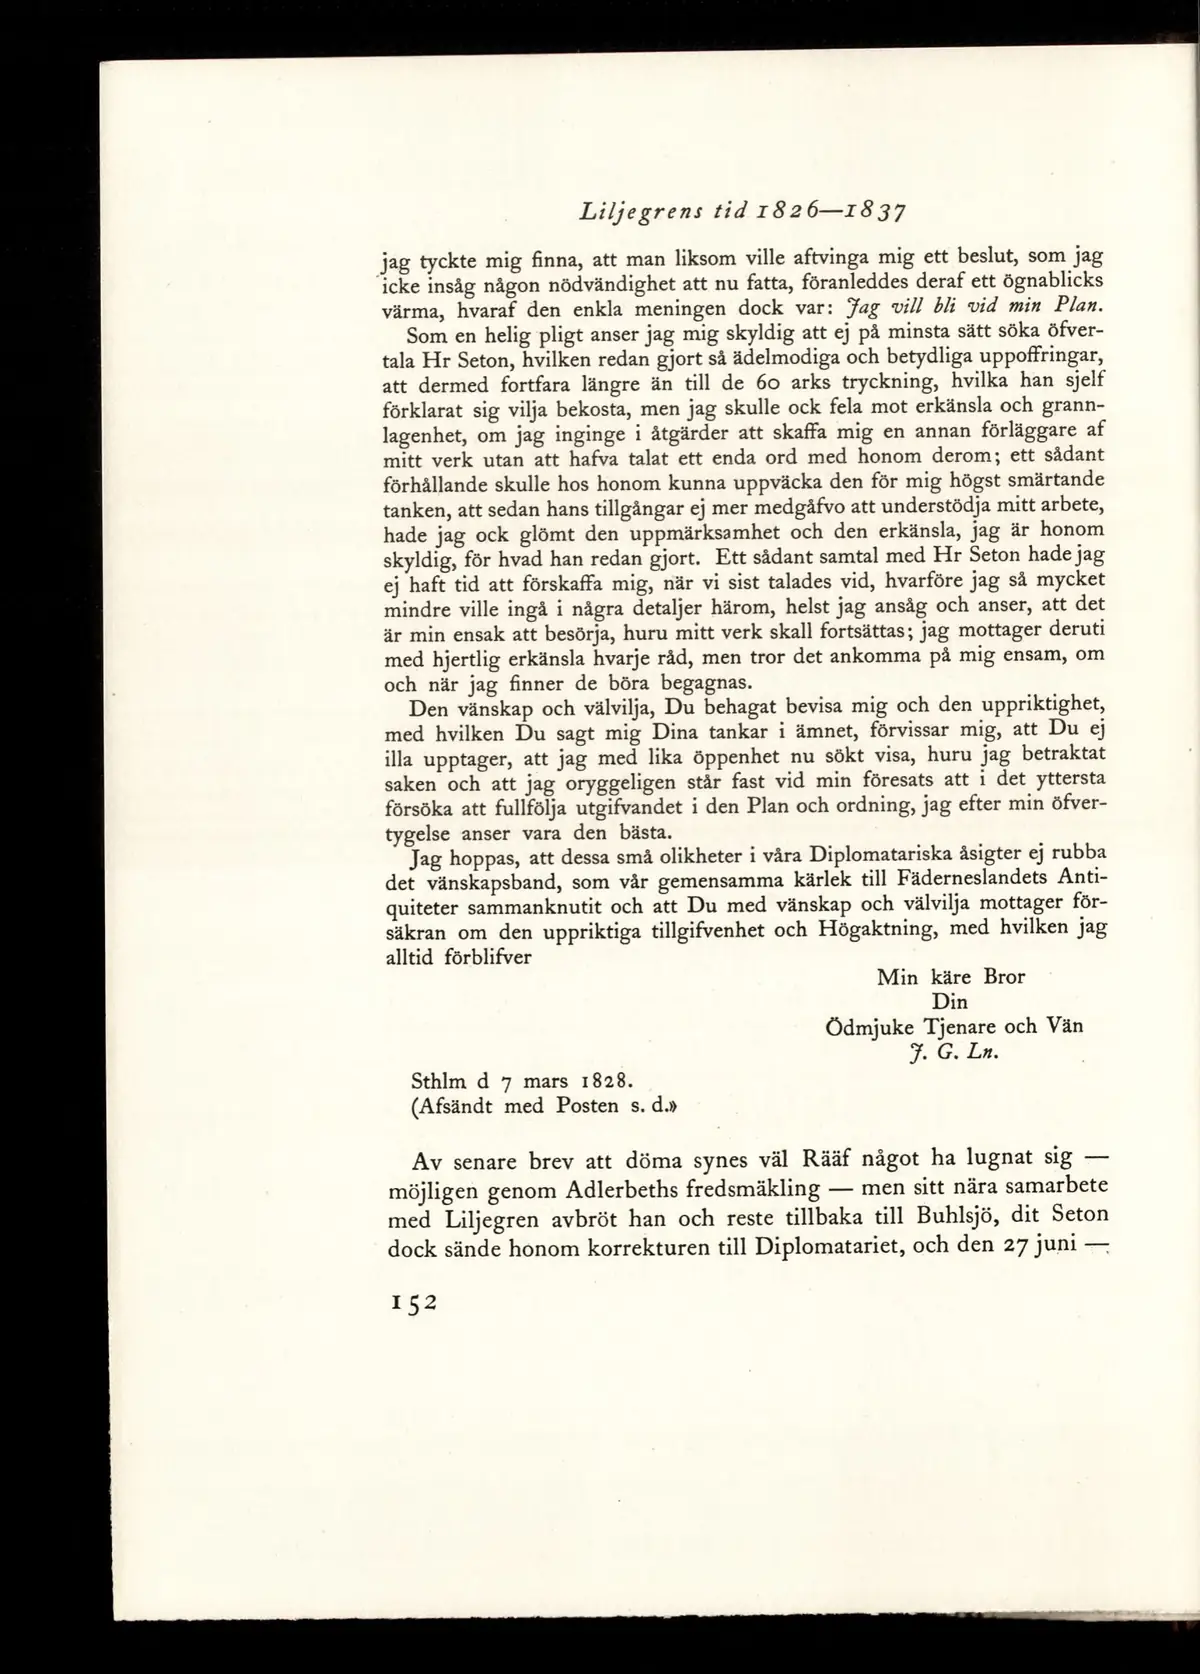 Liljegrens tid 1826—1837
jag tyckte mig finna, att man liksom ville aftvinga mig ett beslut, som jag
icke insåg någon nödvändighet att nu fatta, föranleddes deraf ett ögnablicks
värma, hvaraf den enkla meningen dock var: Jag vill bli vid min Plan.
Som en helig pligt anser jag mig skyldig att ej på minsta sätt söka öfver-
tala Hr Seton, hvilken redan gjort så ädelmodiga och betydliga uppoffringar,
att dermed fortfara längre än till de 60 arks tryckning, hvilka han sjelf
förklarat sig vilja bekosta, men jag skulle ock fela mot erkänsla och grann-
lagenhet, om jag inginge i åtgärder att skaffa mig en annan förläggare af
mitt verk utan att hafva talat ett enda ord med honom derom; ett sådant
förhållande skulle hos honom kunna uppväcka den för mig högst smärtande
tanken, att sedan hans tillgångar ej mer medgåfvo att understödja mitt arbete,
hade jag ock glömt den uppmärksamhet och den erkänsla, jag är honom
skyldig, för hvad han redan gjort. Ett sådant samtal med Hr Seton hade jag
ej haft tid att förskaffa mig, när vi sist talades vid, hvarföre jag så mycket
mindre ville ingå i några detaljer härom, helst jag ansåg och anser, att det
är min ensak att besörja, huru mitt verk skall fortsättas; jag mottager deruti
med hjertlig erkänsla hvarje råd, men tror det ankomma på mig ensam, om
och när jag finner de böra begagnas.
Den vänskap och välvilja, Du behagat bevisa mig och den uppriktighet,
med hvilken Du sagt mig Dina tankar i ämnet, förvissar mig, att Du ej
illa upptager, att jag med lika öppenhet nu sökt visa, huru jag betraktat
saken och att jag oryggeligen står fast vid min föresats att i det yttersta
försöka att fullfölja utgifvandet i den Plan och ordning, jag efter min öfver-
tygelse anser vara den bästa.
Jag hoppas, att dessa små olikheter i våra Diplomatariska åsigter ej rubba
det vänskapsband, som vår gemensamma kärlek till Fäderneslandets Anti-
quiteter sammanknutit och att Du med vänskap och välvilja mottager för-
säkran om den uppriktiga tillgifvenhet och Högaktning, med hvilken jag
alltid förblifver
Min käre Bror
Din
Ödmjuke Tjenare och Vän
J. G. Ln.
Sthlm d 7 mars 1828.
(Afsändt med Posten s. d.»
Av senare brev att döma synes väl Rääf något ha lugnat sig —
möjligen genom Adlerbeths fredsmäkling — men sitt nära samarbete
med Liljegren avbröt han och reste tillbaka till Buhlsjö, dit Seton
dock sände honom korrekturen till Diplomatariet, och den 27 juni —
152